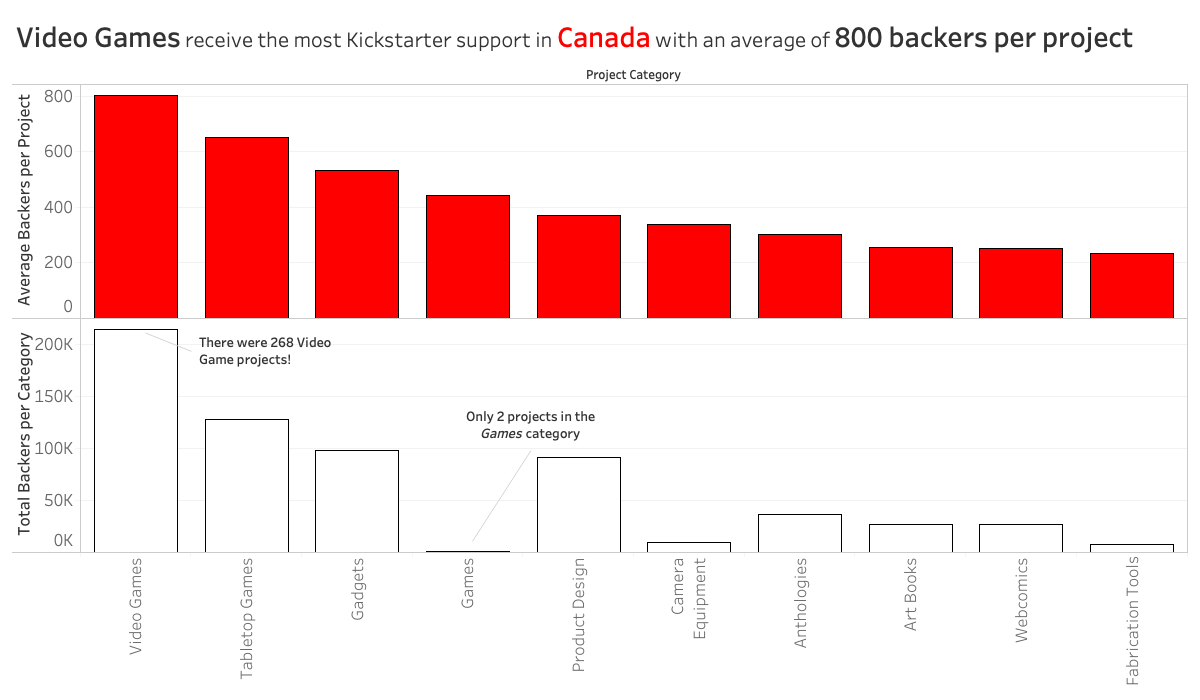 Video Games receive the most Kickstarter support in Canada with an average of 800 backers per project
Project Category
Average Backers per Project
800
600
400
200
0
Total Backers per Category
200K
150K
100K
50K
0K
There were 268 Video
Game projects!
Only 2 projects in the
Games category
Video Games
Tabletop Games
Gadgets
Games
Product Design
Camera
Equipment
Anthologies
Art Books
Webcomics
Fabrication Tools